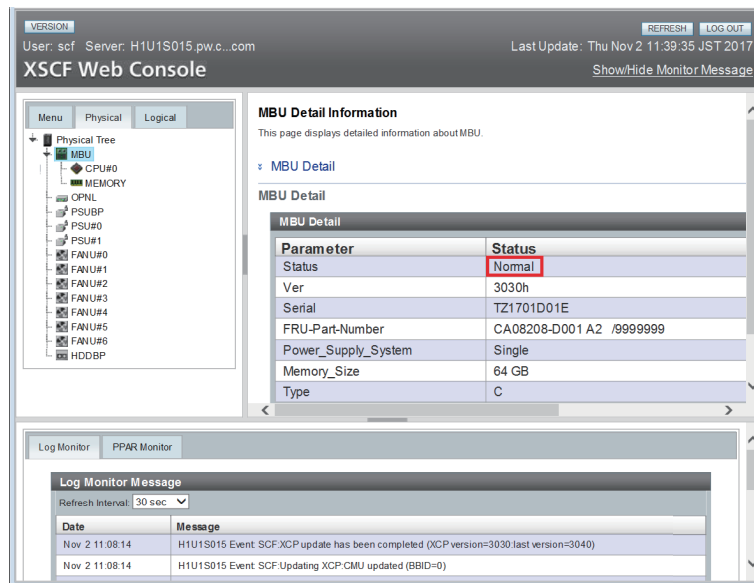 VERSION
REFRESH LOG OUT
User: scf Server: H1U1S015.pw.c...com
Last Update: Thu Nov 2 11:39:35 JST 2017
XSCF Web Console
Show/Hide Monitor Message
Menu Physical Logical
Physical Tree
MBU
CPU#0
MEMORY
OPNL
PSUBP
PSU#0
PSU#1
FANU#0
FANU#1
FANU#2
FANU#3
FANU#4
FANU#5
FANU#6
HDDBP
MBU Detail Information
This page displays detailed information about MBU.
MBU Detail
MBU Detail
MBU Detail
Parameter Status
Status Normal
Ver 3030h
Serial TZ1701D01E
FRU-Part-Number CA08208-D001 A2 /9999999
Power_Supply_System Single
Memory_Size 64 GB
Type C
Log Monitor PPAR Monitor
Log Monitor Message
Refresh Interval: 30 sec
Date Message
Nov 2 11:08:14 H1U1S015 Event: SCF:XCP update has been completed (XCP version=3030:last version=3040)
Nov 2 11:08:14 H1U1S015 Event: SCF:Updating XCP:CMU updated (BBID=0)